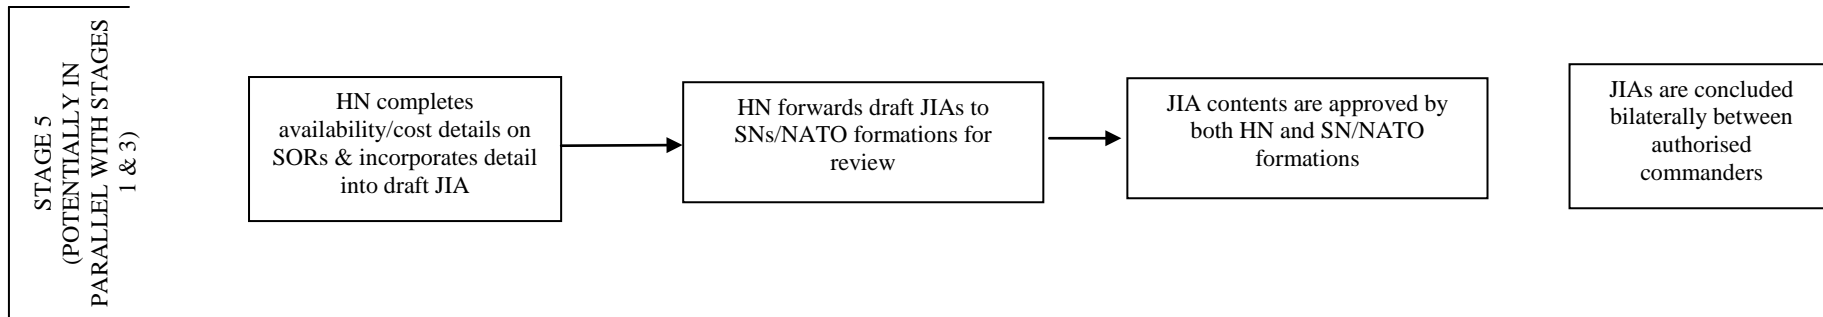 STAGE 5
(POTENTIALLY IN
PARALLEL WITH STAGES
1 & 3)
HN completes
availability/cost details on
SORs & incorporates detail
into draft JIA
HN forwards draft JIAs to
SNs/NATO formations for
review
JIA contents are approved by
both HN and SN/NATO
formations
JIAs are concluded
bilaterally between
authorised
commanders